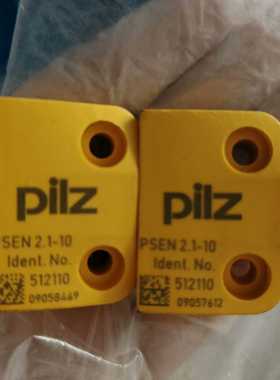 pilz
PSEN 2.1-10
Ident. No.
512110
09058469
pilz
PSEN 2.1-10
Ident. No.
512110
09057612